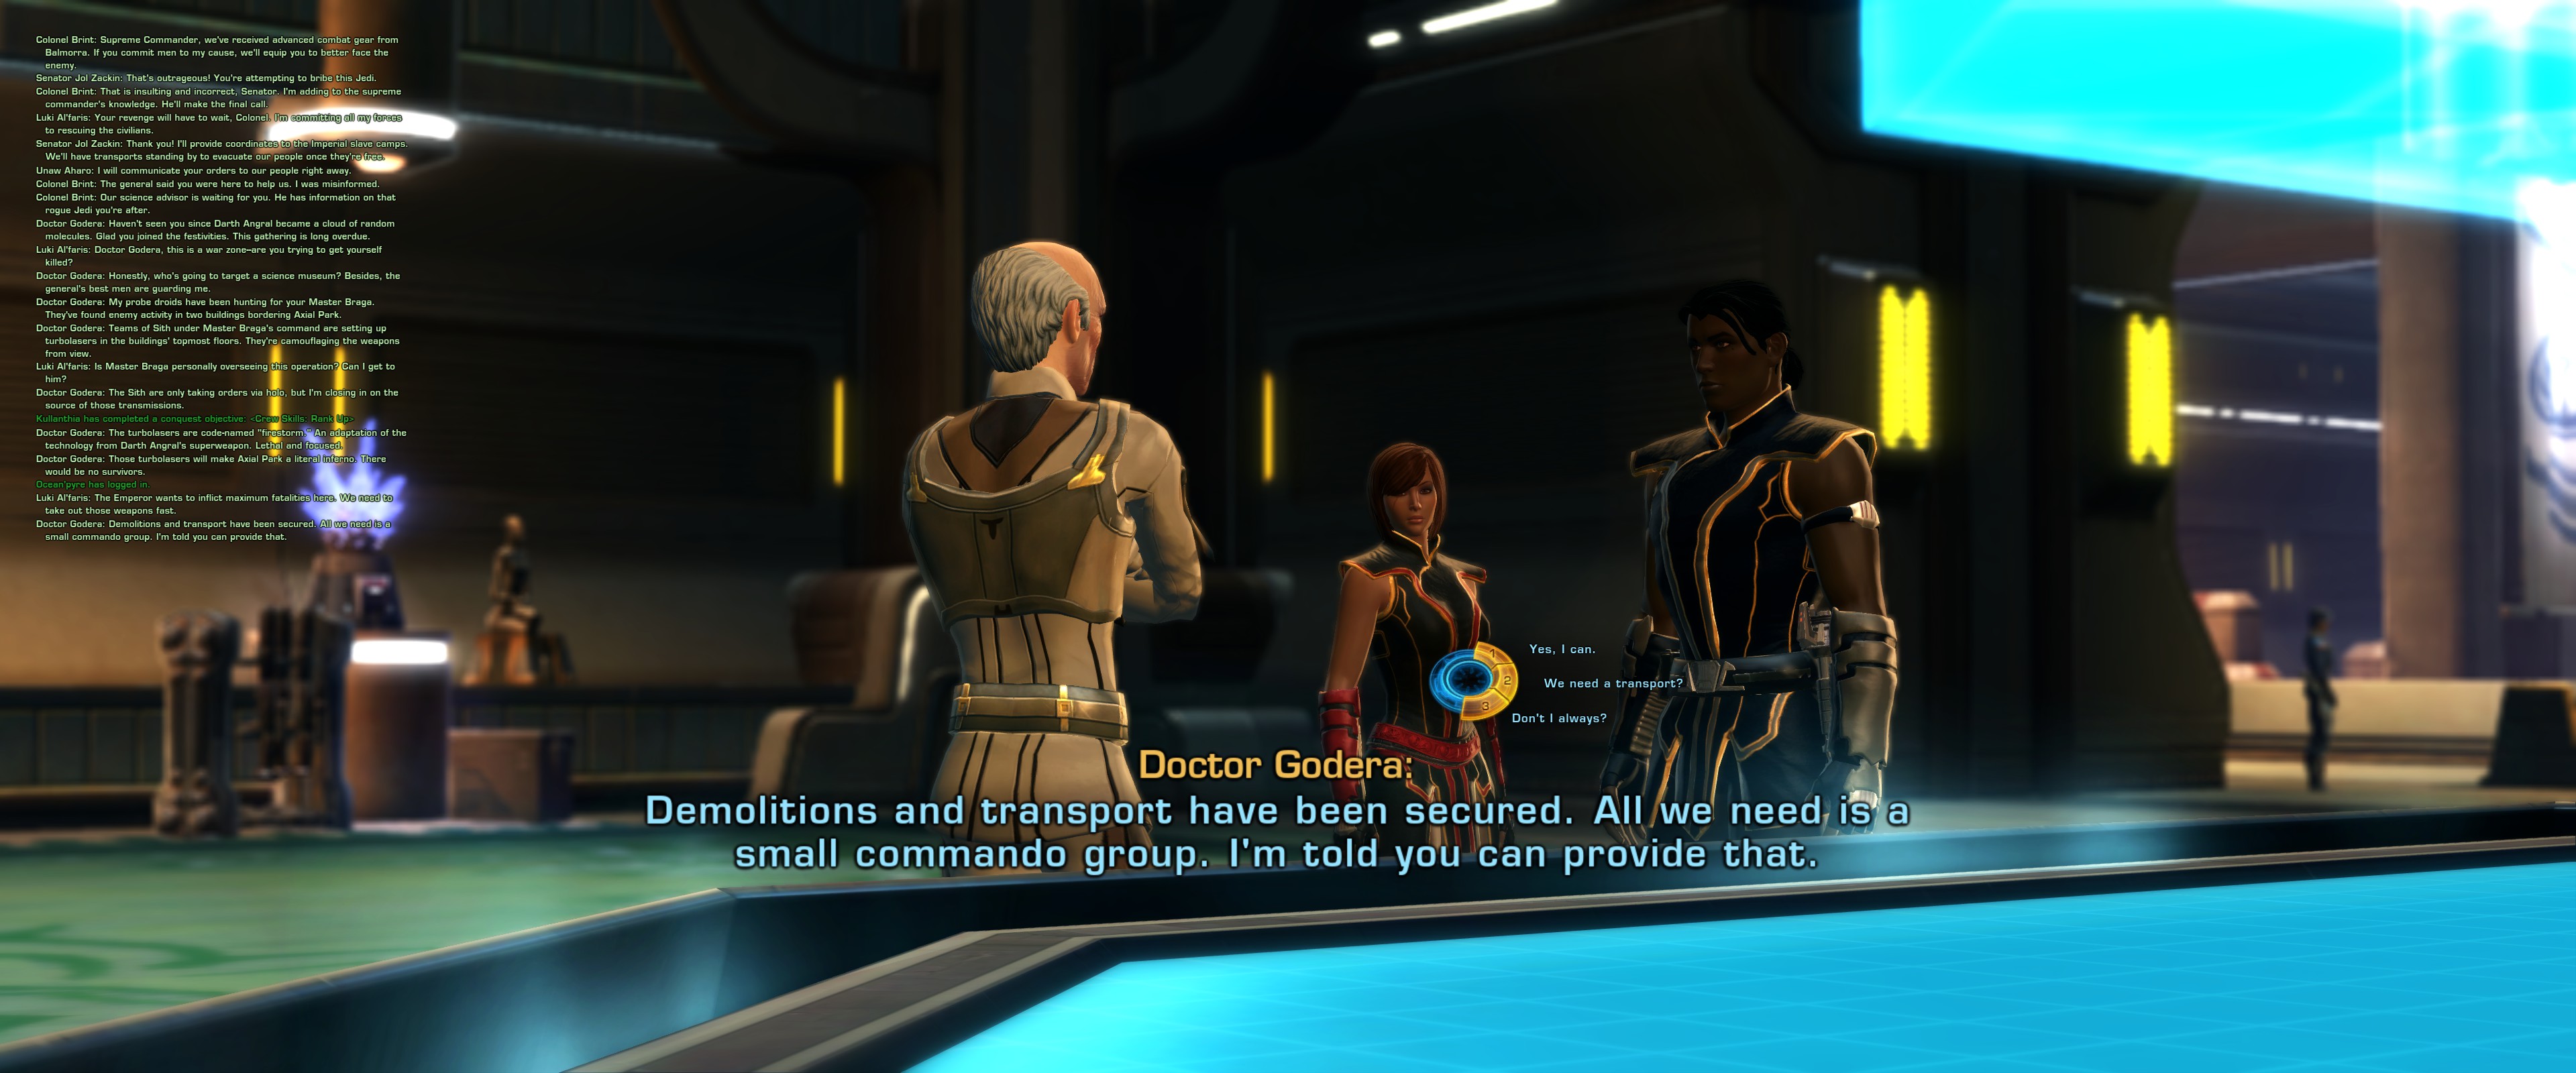 Colonel Brint: Supreme Commander, we've received advanced combat gear from
Balmorra. If you commit men to my cause, we'll equip you to better face the
enemy.
Senator Jol Zackin: That's outrageous! You're attempting to bribe this Jedi.
Colonel Brint: That is insulting and incorrect, Senator. I'm adding to the supreme
commander's knowledge. He'll make the final call.
Luki Al'faris: Your revenge will have to wait, Colonel. I'm committing all my forces
to rescuing the civilians.
Senator Jol Zackin: Thank you! I'll provide coordinates to the Imperial slave camps.
We'll have transports standing by to evacuate our people once they're free.
Unaw Aharo: I will communicate your orders to our people right away.
Colonel Brint: The general said you were here to help us. I was misinformed.
Colonel Brint: Our science advisor is waiting for you. He has information on that
rogue Jedi you're after.
Doctor Godera: Haven't seen you since Darth Angral became a cloud of random
molecules. Glad you joined the festivities. This gathering is long overdue.
Luki Al'faris: Doctor Godera, this is a war zone–are you trying to get yourself
killed?
Doctor Godera: Honestly, who's going to target a science museum? Besides, the
general's best men are guarding me.
Doctor Godera: My probe droids have been hunting for your Master Braga.
They've found enemy activity in two buildings bordering Axial Park.
Doctor Godera: Teams of Sith under Master Braga's command are setting up
turbolasers in the buildings' topmost floors. They're camouflaging the weapons
from view.
Luki Al'faris: Is Master Braga personally overseeing this operation? Can I get to
him?
Doctor Godera: The Sith are only taking orders via holo, but I'm closing in on the
source of those transmissions.
Kullanthia has completed a conquest objective: <Crew Skills: Rank Up>
Doctor Godera: The turbolasers are code-named "firestorm." An adaptation of the
technology from Darth Angral's superweapon. Lethal and focused.
Doctor Godera: Those turbolasers will make Axial Park a literal inferno. There
would be no survivors.
Ocean'pyre has logged in.
Luki Al'faris: The Emperor wants to inflict maximum fatalities here. We need to
take out those weapons fast.
Doctor Godera: Demolitions and transport have been secured. All we need is a
small commando group. I'm told you can provide that.
1 Yes, I can.
2 We need a transport?
3 Don't I always?
Doctor Godera:
Demolitions and transport have been secured. All we need is a
small commando group. I'm told you can provide that.